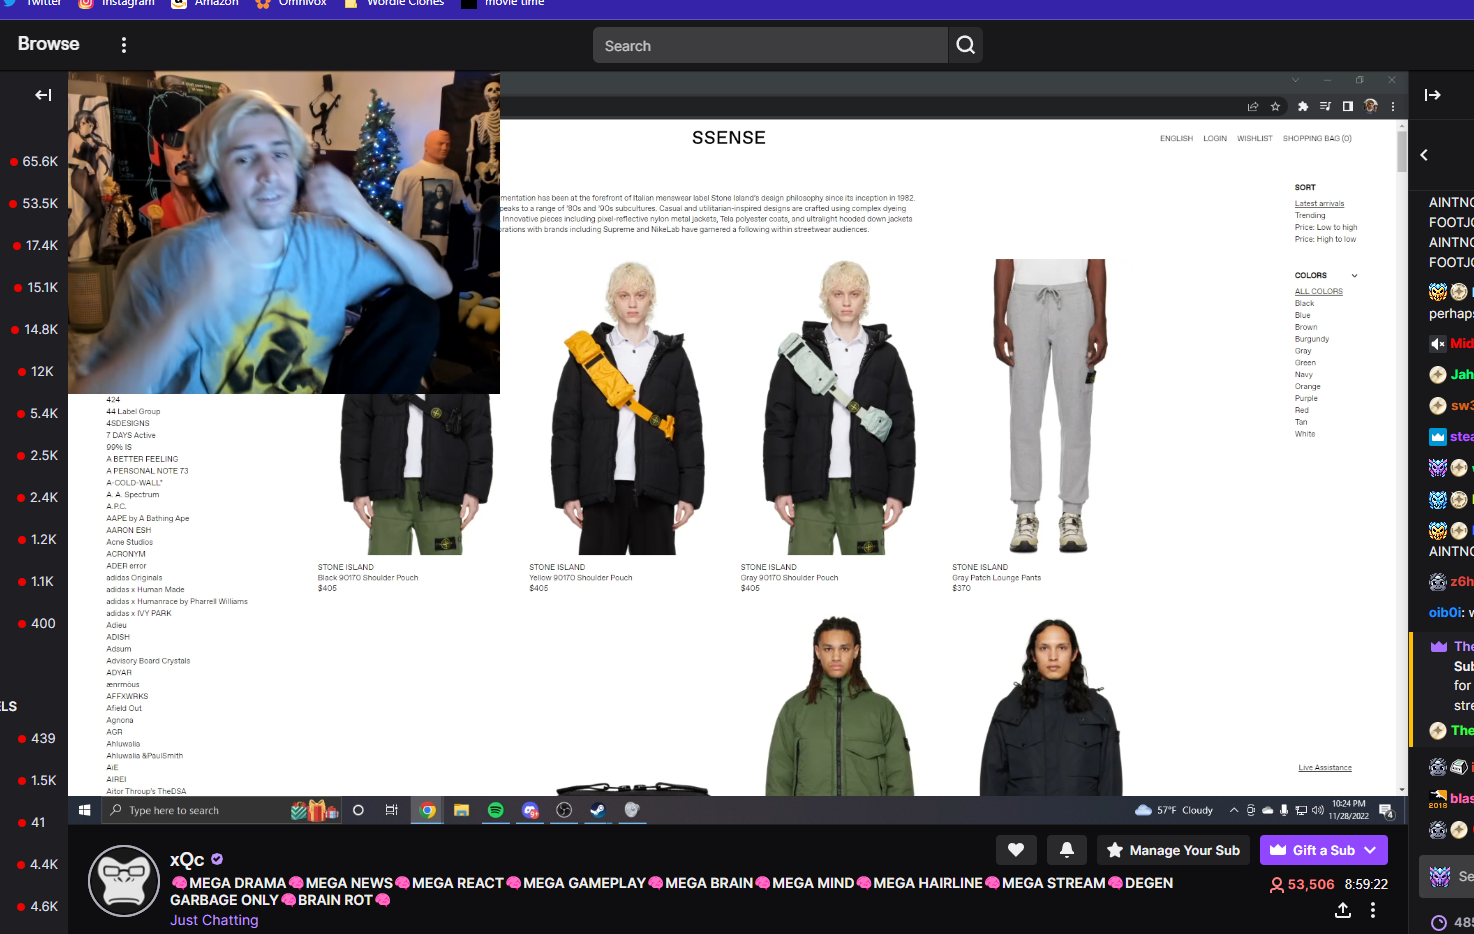 Twitter
Instagram
Amazon
Omnivox
Wordle Clones
movie time
Browse
Search
65.6K
53.5K
17.4K
15.1K
14.8K
12K
5.4K
2.5K
2.4K
1.2K
1.1K
400
ELS
439
1.5K
41
4.4K
4.6K
SSENSE
ENGLISH LOGIN WISHLIST SHOPPING BAG (0)
mentation has been at the forefront of Italian menswear label Stone Island's design philosophy since its inception in 1982.
peaks to a range of '80s and '90s subcultures. Casual and utilitarian-inspired designs are crafted using complex dyeing
Innovative pieces including pixel-reflective nylon metal jackets, Tela polyester coats, and ultralight hooded down jackets
orations with brands including Supreme and NikeLab have garnered a following within streetwear audiences.
SORT
Latest arrivals
Trending
Price: Low to high
Price: High to low
COLORS
ALL COLORS
Black
Blue
Brown
Burgundy
Gray
Green
Navy
Orange
Purple
Red
Tan
White
424
44 Label Group
4SDESIGNS
7 DAYS Active
99% IS
A BETTER FEELING
A PERSONAL NOTE 73
A-COLD-WALL*
A. A. Spectrum
A.P.C.
AAPE by A Bathing Ape
AARON ESH
Acne Studios
ACRONYM
ADER error
adidas Originals
adidas x Human Made
adidas x Humanrace by Pharrell Williams
adidas x IVY PARK
Adieu
ADISH
Adsum
Advisory Board Crystals
ADYAR
ænrmòus
AFFXWRKS
Afield Out
Agnona
AGR
Ahluwalia
Ahluwalia &PaulSmith
AiE
AIREI
Aitor Throup's TheDSA
STONE ISLAND
Black 90170 Shoulder Pouch
$405
STONE ISLAND
Yellow 90170 Shoulder Pouch
$405
STONE ISLAND
Gray 90170 Shoulder Pouch
$405
STONE ISLAND
Gray Patch Lounge Pants
$370
Live Assistance
Type here to search
9+
57°F Cloudy
10:24 PM
11/28/2022
4
xQc
MEGA DRAMA MEGA NEWS MEGA REACT MEGA GAMEPLAY MEGA BRAIN MEGA MIND MEGA HAIRLINE MEGA STREAM DEGEN
GARBAGE ONLY BRAIN ROT
Just Chatting
Manage Your Sub
Gift a Sub
53,506 8:59:22
AINTNO
FOOTJO
AINTNO
FOOTJO
perhaps
Mid
Jah
sw3
stea
AINTNO
z6h
oib0i: w
The
Sub
for
stre
The
2018 blas
Se
485